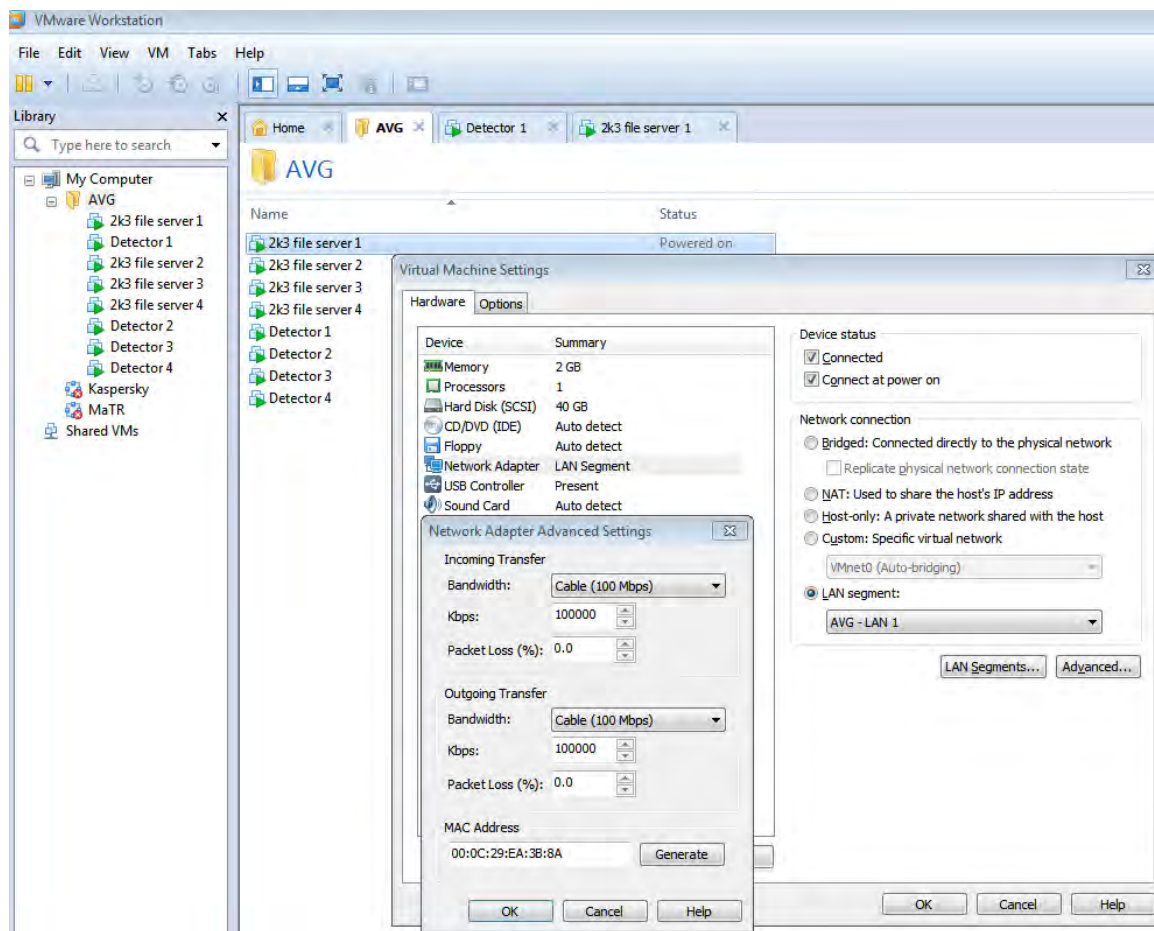 VMware Workstation
File Edit View VM Tabs Help
Library
Type here to search
My Computer
AVG
2k3 file server 1
Detector 1
2k3 file server 2
2k3 file server 3
2k3 file server 4
Detector 2
Detector 3
Detector 4
Kaspersky
MaTR
Shared VMs
Home AVG Detector 1 2k3 file server 1
AVG
Name Status
2k3 file server 1 Powered on
2k3 file server 2
2k3 file server 3
2k3 file server 4
Detector 1
Detector 2
Detector 3
Detector 4
Virtual Machine Settings
Hardware Options
Device Summary
Memory 2 GB
Processors 1
Hard Disk (SCSI) 40 GB
CD/DVD (IDE) Auto detect
Floppy Auto detect
Network Adapter LAN Segment
USB Controller Present
Sound Card Auto detect
Device status
Connected
Connect at power on
Network connection
Bridged: Connected directly to the physical network
Replicate physical network connection state
NAT: Used to share the host's IP address
Host-only: A private network shared with the host
Custom: Specific virtual network
VMnet0 (Auto-bridging)
LAN segment:
AVG - LAN 1
LAN Segments... Advanced...
Network Adapter Advanced Settings
Incoming Transfer
Bandwidth: Cable (100 Mbps)
Kbps: 100000
Packet Loss (%): 0.0
Outgoing Transfer
Bandwidth: Cable (100 Mbps)
Kbps: 100000
Packet Loss (%): 0.0
MAC Address
00:0C:29:EA:3B:8A Generate
OK Cancel Help
OK Cancel Help